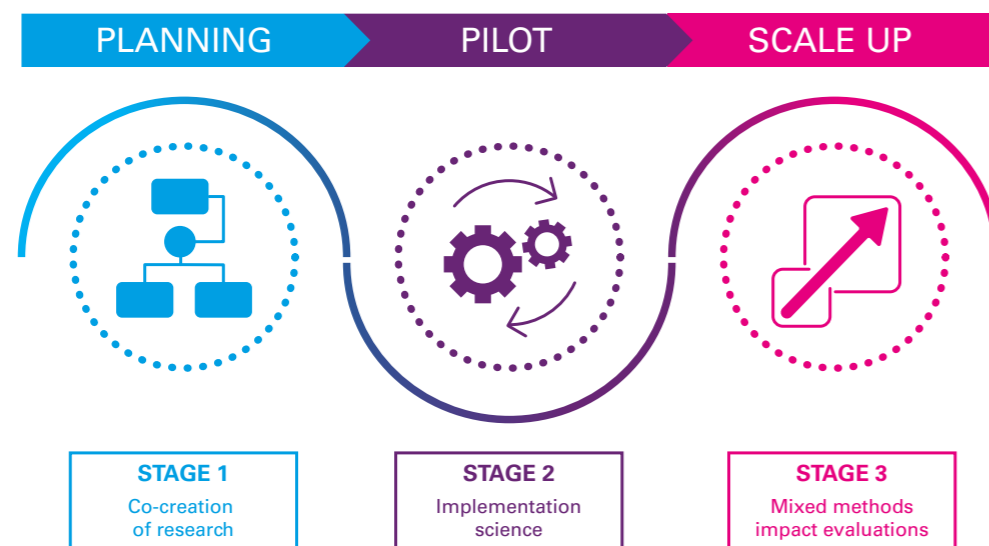 PLANNING
PILOT
SCALE UP
STAGE 1
Co-creation
of research
STAGE 2
Implementation
science
STAGE 3
Mixed methods
impact evaluations